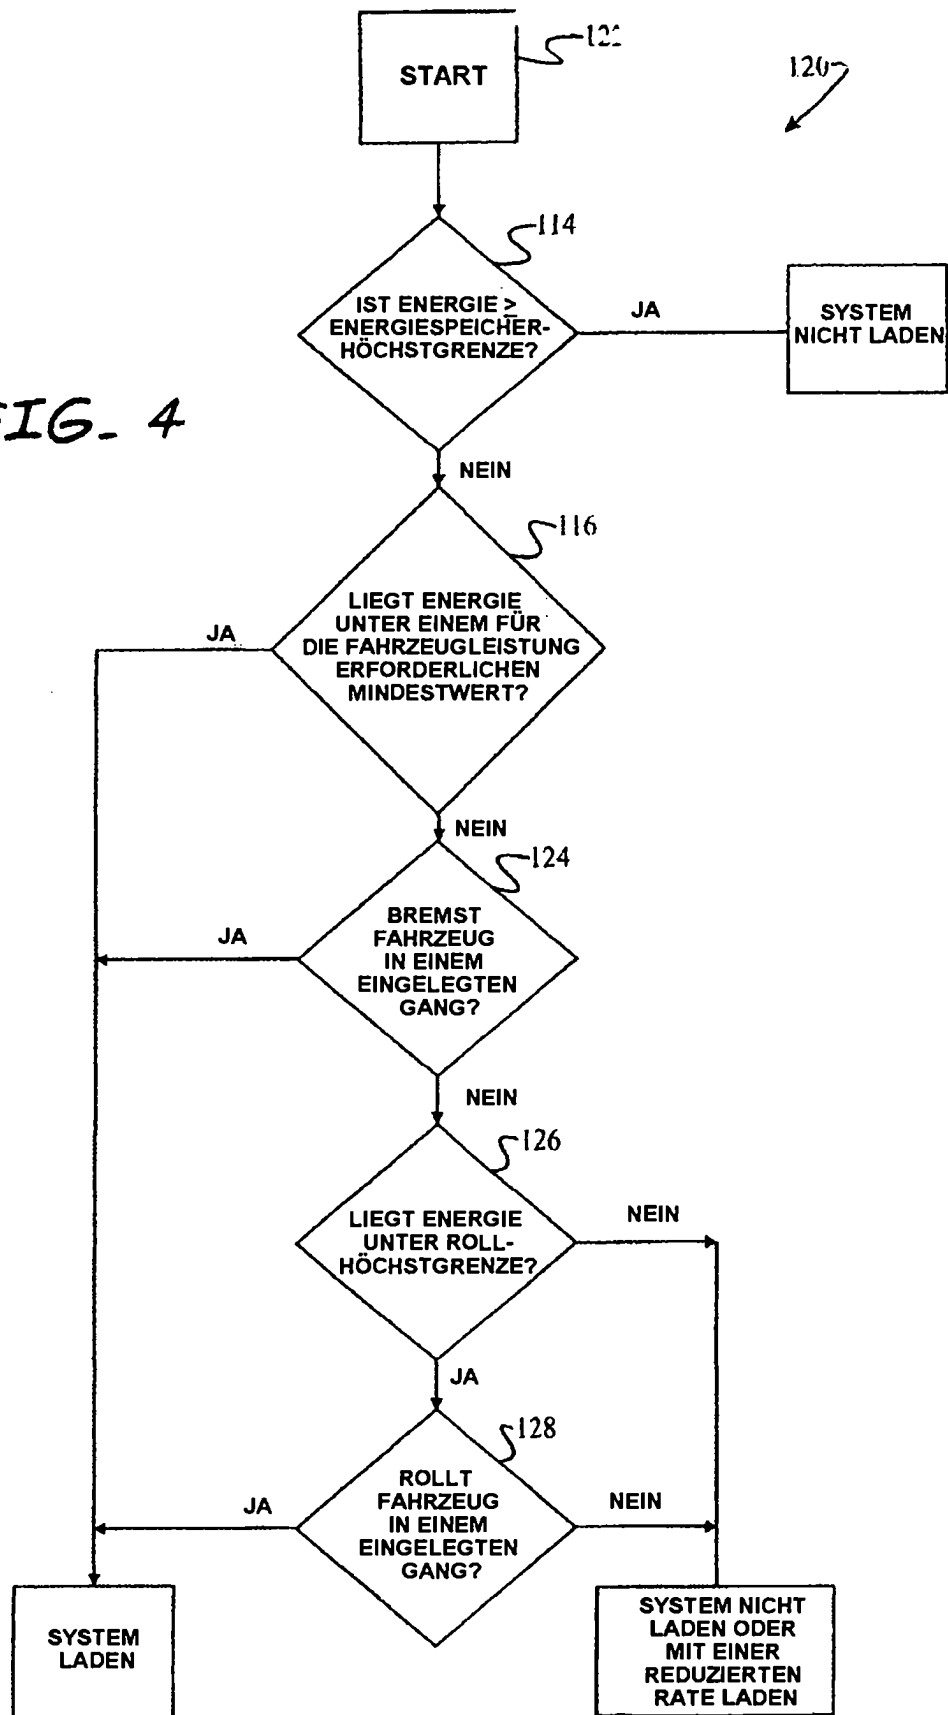 START
120
114
IST ENERGIE ≥
ENERGIESPEICHER-
HÖCHSTGRENZE?
JA
SYSTEM
NICHT LADEN
FIG. 4
NEIN
116
LIEGT ENERGIE
UNTER EINEM FÜR
DIE FAHRZEUGLEISTUNG
ERFORDERLICHEN
MINDESTWERT?
JA
NEIN
124
BREMST
FAHRZEUG
IN EINEM
EINGELEGTEN
GANG?
JA
NEIN
126
LIEGT ENERGIE
UNTER ROLL-
HÖCHSTGRENZE?
NEIN
JA
128
ROLLT
FAHRZEUG
IN EINEM
EINGELEGTEN
GANG?
JA
NEIN
SYSTEM
LADEN
SYSTEM NICHT
LADEN ODER
MIT EINER
REDUZIERTEN
RATE LADEN